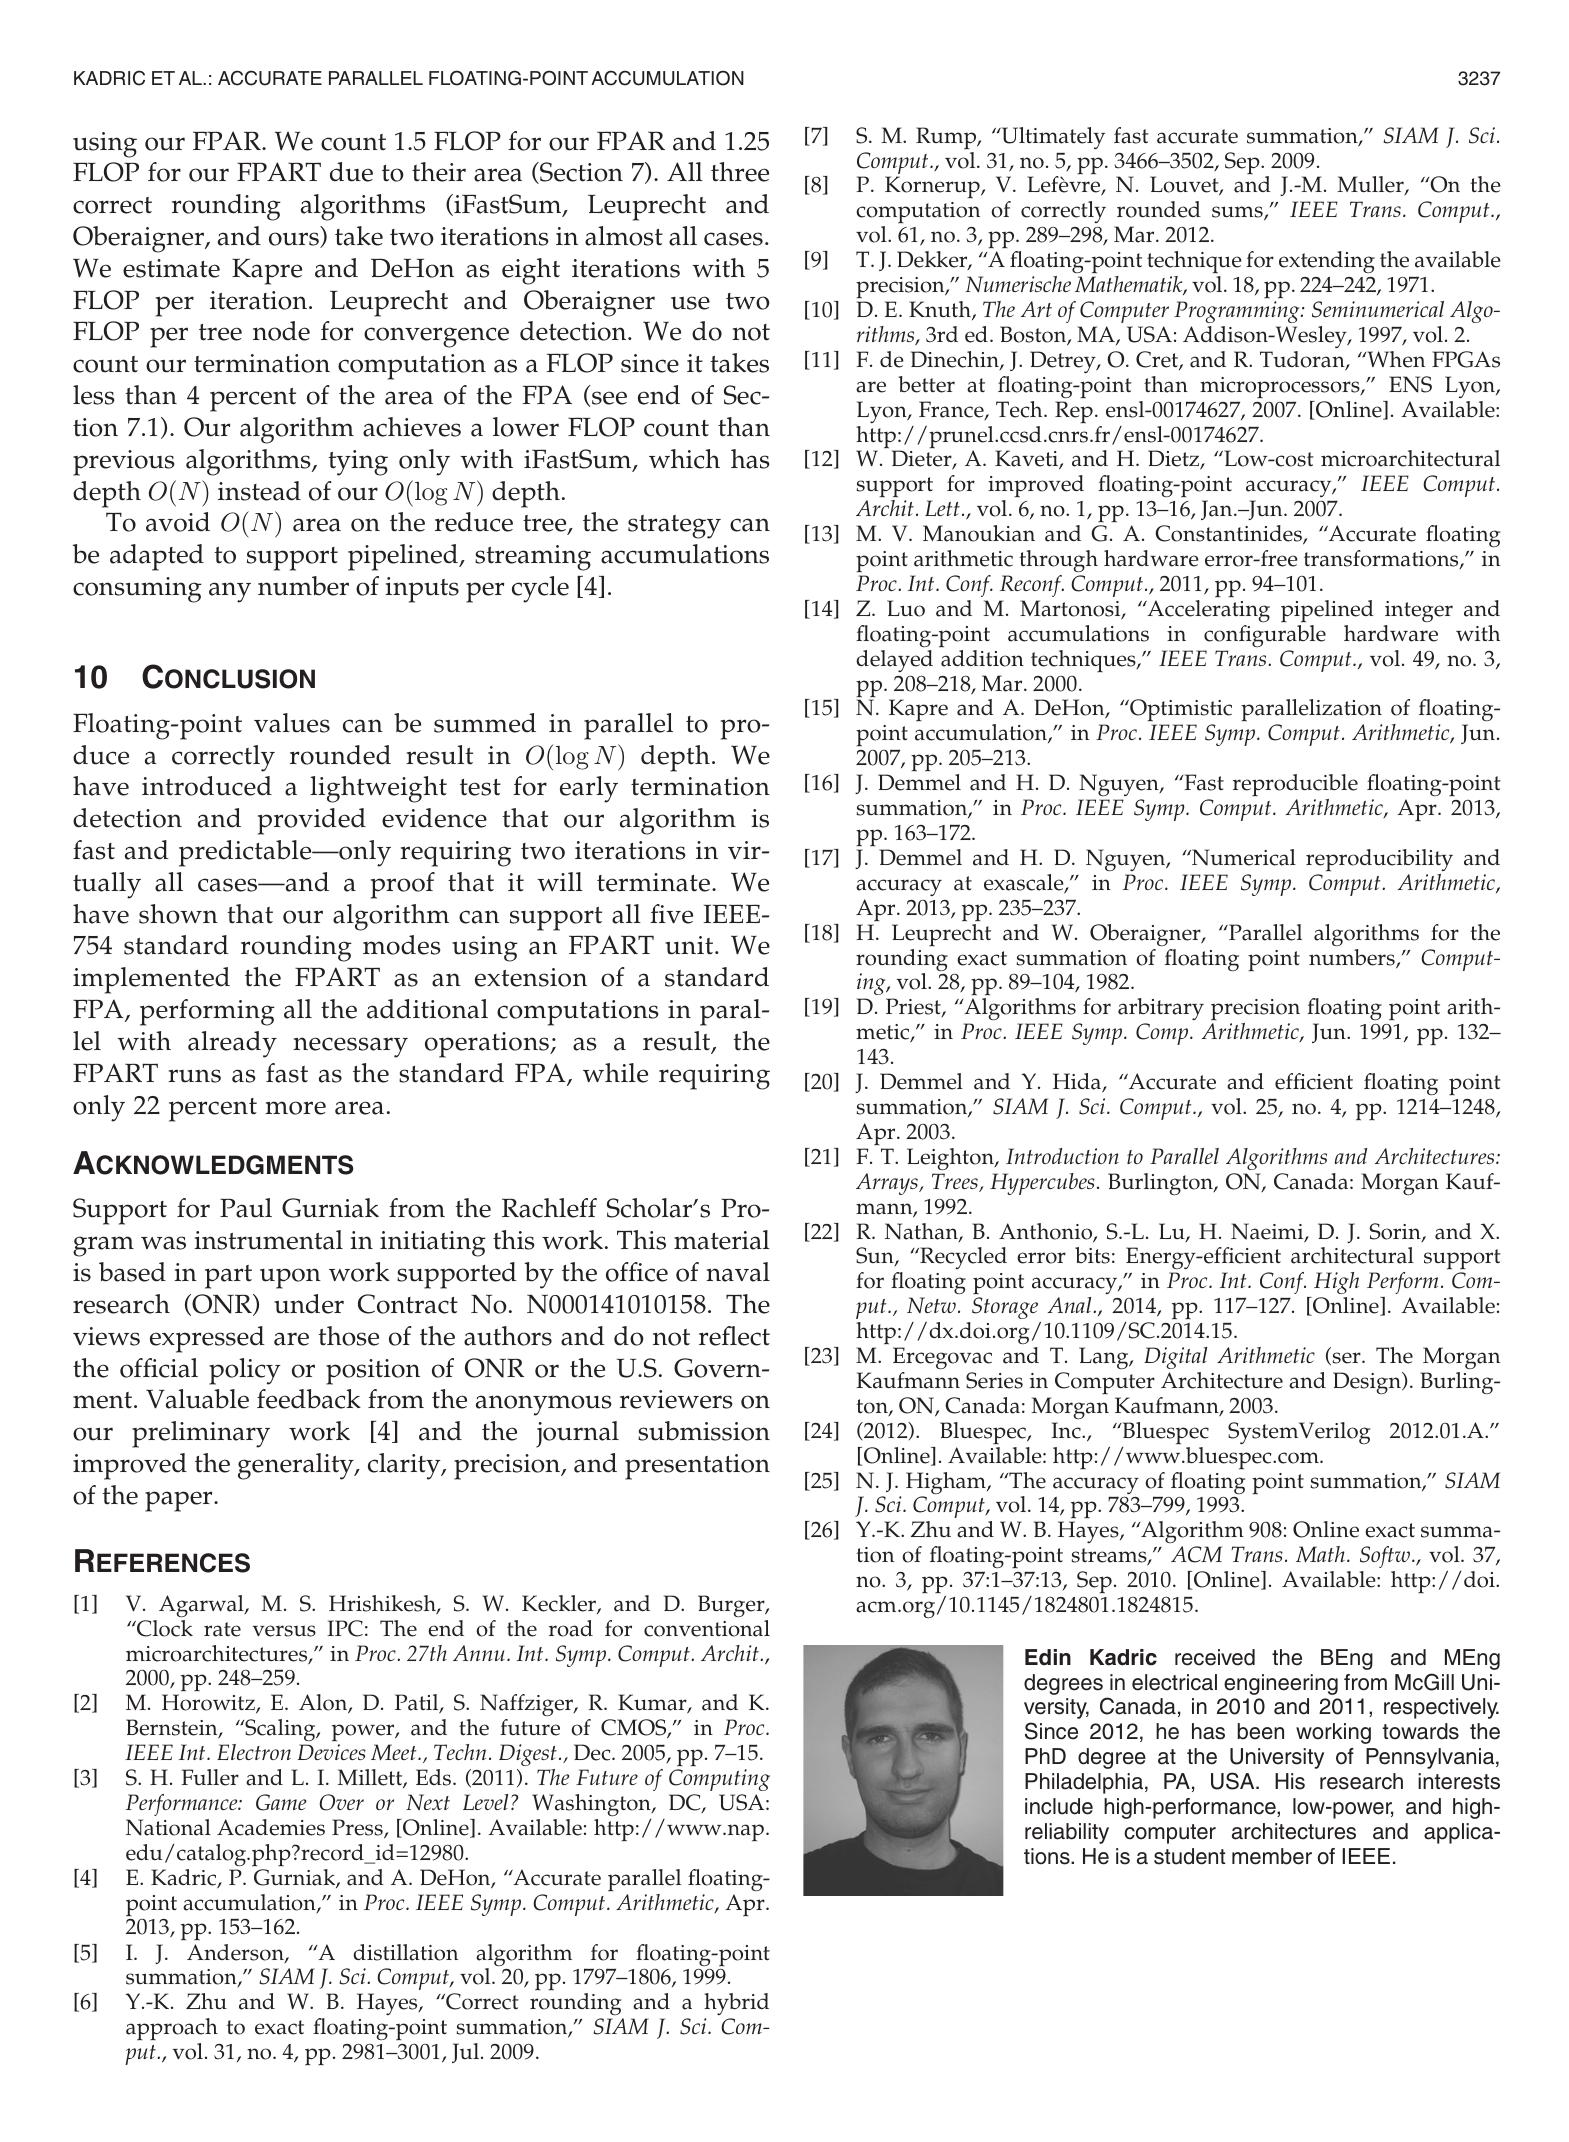 KADRIC ET AL.: ACCURATE PARALLEL FLOATING-POINT ACCUMULATION
3237
using our FPAR. We count 1.5 FLOP for our FPAR and 1.25
FLOP for our FPART due to their area (Section 7). All three
correct rounding algorithms (iFastSum, Leuprecht and
Oberaigner, and ours) take two iterations in almost all cases.
We estimate Kapre and DeHon as eight iterations with 5
FLOP per iteration. Leuprecht and Oberaigner use two
FLOP per tree node for convergence detection. We do not
count our termination computation as a FLOP since it takes
less than 4 percent of the area of the FPA (see end of Sec-
tion 7.1). Our algorithm achieves a lower FLOP count than
previous algorithms, tying only with iFastSum, which has
depth O(N) instead of our O(log N) depth.
To avoid O(N) area on the reduce tree, the strategy can
be adapted to support pipelined, streaming accumulations
consuming any number of inputs per cycle [4].
10 CONCLUSION
Floating-point values can be summed in parallel to pro-
duce a correctly rounded result in O(log N) depth. We
have introduced a lightweight test for early termination
detection and provided evidence that our algorithm is
fast and predictable—only requiring two iterations in vir-
tually all cases—and a proof that it will terminate. We
have shown that our algorithm can support all five IEEE-
754 standard rounding modes using an FPART unit. We
implemented the FPART as an extension of a standard
FPA, performing all the additional computations in paral-
lel with already necessary operations; as a result, the
FPART runs as fast as the standard FPA, while requiring
only 22 percent more area.
ACKNOWLEDGMENTS
Support for Paul Gurniak from the Rachleff Scholar's Pro-
gram was instrumental in initiating this work. This material
is based in part upon work supported by the office of naval
research (ONR) under Contract No. N000141010158. The
views expressed are those of the authors and do not reflect
the official policy or position of ONR or the U.S. Govern-
ment. Valuable feedback from the anonymous reviewers on
our preliminary work [4] and the journal submission
improved the generality, clarity, precision, and presentation
of the paper.
REFERENCES
[1] V. Agarwal, M. S. Hrishikesh, S. W. Keckler, and D. Burger,
“Clock rate versus IPC: The end of the road for conventional
microarchitectures,” in Proc. 27th Annu. Int. Symp. Comput. Archit.,
2000, pp. 248–259.
[2] M. Horowitz, E. Alon, D. Patil, S. Naffziger, R. Kumar, and K.
Bernstein, “Scaling, power, and the future of CMOS,” in Proc.
IEEE Int. Electron Devices Meet., Techn. Digest., Dec. 2005, pp. 7–15.
[3] S. H. Fuller and L. I. Millett, Eds. (2011). The Future of Computing
Performance: Game Over or Next Level? Washington, DC, USA:
National Academies Press, [Online]. Available: http://www.nap.
edu/catalog.php?record_id=12980.
[4] E. Kadric, P. Gurniak, and A. DeHon, “Accurate parallel floating-
point accumulation,” in Proc. IEEE Symp. Comput. Arithmetic, Apr.
2013, pp. 153–162.
[5] I. J. Anderson, “A distillation algorithm for floating-point
summation,” SIAM J. Sci. Comput, vol. 20, pp. 1797–1806, 1999.
[6] Y.-K. Zhu and W. B. Hayes, “Correct rounding and a hybrid
approach to exact floating-point summation,” SIAM J. Sci. Com-
put., vol. 31, no. 4, pp. 2981–3001, Jul. 2009.
[7] S. M. Rump, “Ultimately fast accurate summation,” SIAM J. Sci.
Comput., vol. 31, no. 5, pp. 3466–3502, Sep. 2009.
[8] P. Kornerup, V. Lefèvre, N. Louvet, and J.-M. Muller, “On the
computation of correctly rounded sums,” IEEE Trans. Comput.,
vol. 61, no. 3, pp. 289–298, Mar. 2012.
[9] T. J. Dekker, “A floating-point technique for extending the available
precision,” Numerische Mathematik, vol. 18, pp. 224–242, 1971.
[10] D. E. Knuth, The Art of Computer Programming: Seminumerical Algo-
rithms, 3rd ed. Boston, MA, USA: Addison-Wesley, 1997, vol. 2.
[11] F. de Dinechin, J. Detrey, O. Cret, and R. Tudoran, “When FPGAs
are better at floating-point than microprocessors,” ENS Lyon,
Lyon, France, Tech. Rep. ensl-00174627, 2007. [Online]. Available:
http://prunel.ccsd.cnrs.fr/ensl-00174627.
[12] W. Dieter, A. Kaveti, and H. Dietz, “Low-cost microarchitectural
support for improved floating-point accuracy,” IEEE Comput.
Archit. Lett., vol. 6, no. 1, pp. 13–16, Jan.–Jun. 2007.
[13] M. V. Manoukian and G. A. Constantinides, “Accurate floating
point arithmetic through hardware error-free transformations,” in
Proc. Int. Conf. Reconf. Comput., 2011, pp. 94–101.
[14] Z. Luo and M. Martonosi, “Accelerating pipelined integer and
floating-point accumulations in configurable hardware with
delayed addition techniques,” IEEE Trans. Comput., vol. 49, no. 3,
pp. 208–218, Mar. 2000.
[15] N. Kapre and A. DeHon, “Optimistic parallelization of floating-
point accumulation,” in Proc. IEEE Symp. Comput. Arithmetic, Jun.
2007, pp. 205–213.
[16] J. Demmel and H. D. Nguyen, “Fast reproducible floating-point
summation,” in Proc. IEEE Symp. Comput. Arithmetic, Apr. 2013,
pp. 163–172.
[17] J. Demmel and H. D. Nguyen, “Numerical reproducibility and
accuracy at exascale,” in Proc. IEEE Symp. Comput. Arithmetic,
Apr. 2013, pp. 235–237.
[18] H. Leuprecht and W. Oberaigner, “Parallel algorithms for the
rounding exact summation of floating point numbers,” Comput-
ing, vol. 28, pp. 89–104, 1982.
[19] D. Priest, “Algorithms for arbitrary precision floating point arith-
metic,” in Proc. IEEE Symp. Comp. Arithmetic, Jun. 1991, pp. 132–
143.
[20] J. Demmel and Y. Hida, “Accurate and efficient floating point
summation,” SIAM J. Sci. Comput., vol. 25, no. 4, pp. 1214–1248,
Apr. 2003.
[21] F. T. Leighton, Introduction to Parallel Algorithms and Architectures:
Arrays, Trees, Hypercubes. Burlington, ON, Canada: Morgan Kauf-
mann, 1992.
[22] R. Nathan, B. Anthonio, S.-L. Lu, H. Naeimi, D. J. Sorin, and X.
Sun, “Recycled error bits: Energy-efficient architectural support
for floating point accuracy,” in Proc. Int. Conf. High Perform. Com-
put., Netw. Storage Anal., 2014, pp. 117–127. [Online]. Available:
http://dx.doi.org/10.1109/SC.2014.15.
[23] M. Ercegovac and T. Lang, Digital Arithmetic (ser. The Morgan
Kaufmann Series in Computer Architecture and Design). Burling-
ton, ON, Canada: Morgan Kaufmann, 2003.
[24] (2012). Bluespec, Inc., “Bluespec SystemVerilog 2012.01.A.”
[Online]. Available: http://www.bluespec.com.
[25] N. J. Higham, “The accuracy of floating point summation,” SIAM
J. Sci. Comput, vol. 14, pp. 783–799, 1993.
[26] Y.-K. Zhu and W. B. Hayes, “Algorithm 908: Online exact summa-
tion of floating-point streams,” ACM Trans. Math. Softw., vol. 37,
no. 3, pp. 37:1–37:13, Sep. 2010. [Online]. Available: http://doi.
acm.org/10.1145/1824801.1824815.
Edin Kadric received the BEng and MEng
degrees in electrical engineering from McGill Uni-
versity, Canada, in 2010 and 2011, respectively.
Since 2012, he has been working towards the
PhD degree at the University of Pennsylvania,
Philadelphia, PA, USA. His research interests
include high-performance, low-power, and high-
reliability computer architectures and applica-
tions. He is a student member of IEEE.